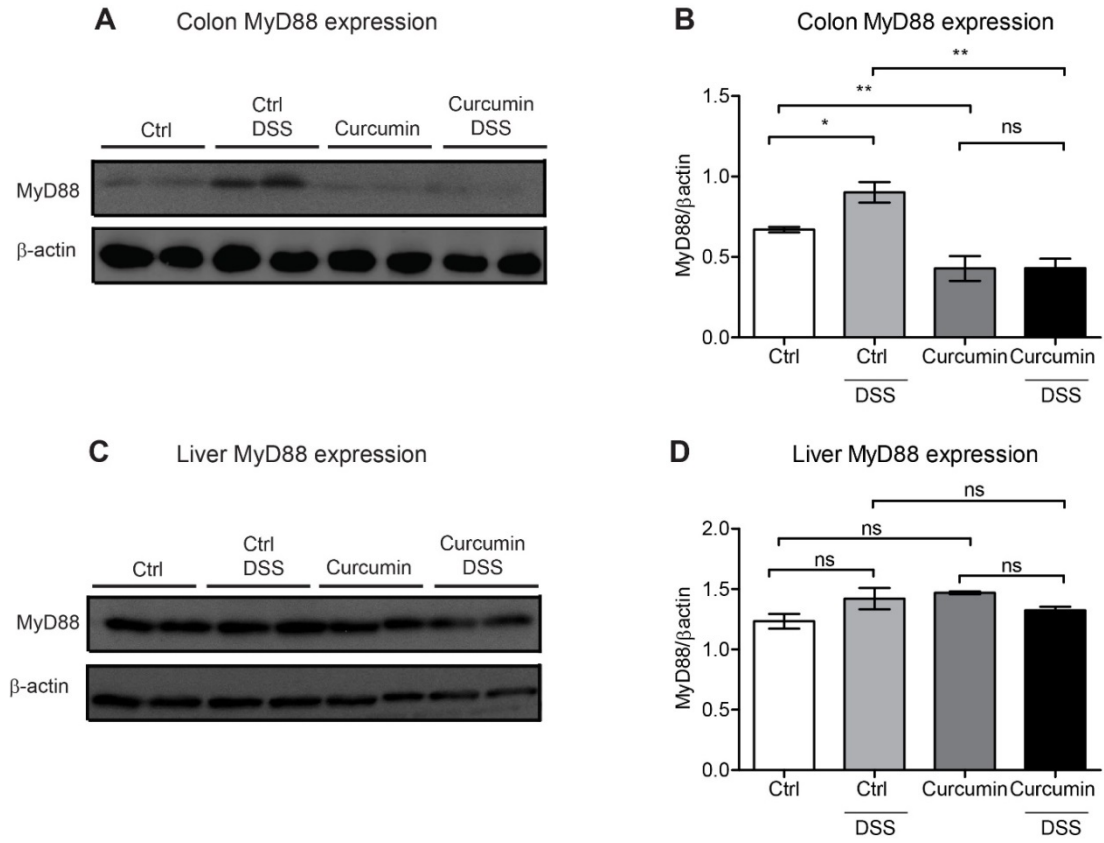 A Colon MyD88 expression
Ctrl
Ctrl
DSS
Curcumin
Curcumin
DSS
MyD88
β-actin
B Colon MyD88 expression
**
**
*
ns
MyD88/βactin
1.5
1.0
0.5
0.0
Ctrl Ctrl Curcumin Curcumin
DSS DSS
C Liver MyD88 expression
Ctrl
Ctrl
DSS
Curcumin
Curcumin
DSS
MyD88
β-actin
D Liver MyD88 expression
ns
ns
ns ns
MyD88/βactin
2.0
1.5
1.0
0.5
0.0
Ctrl Ctrl Curcumin Curcumin
DSS DSS